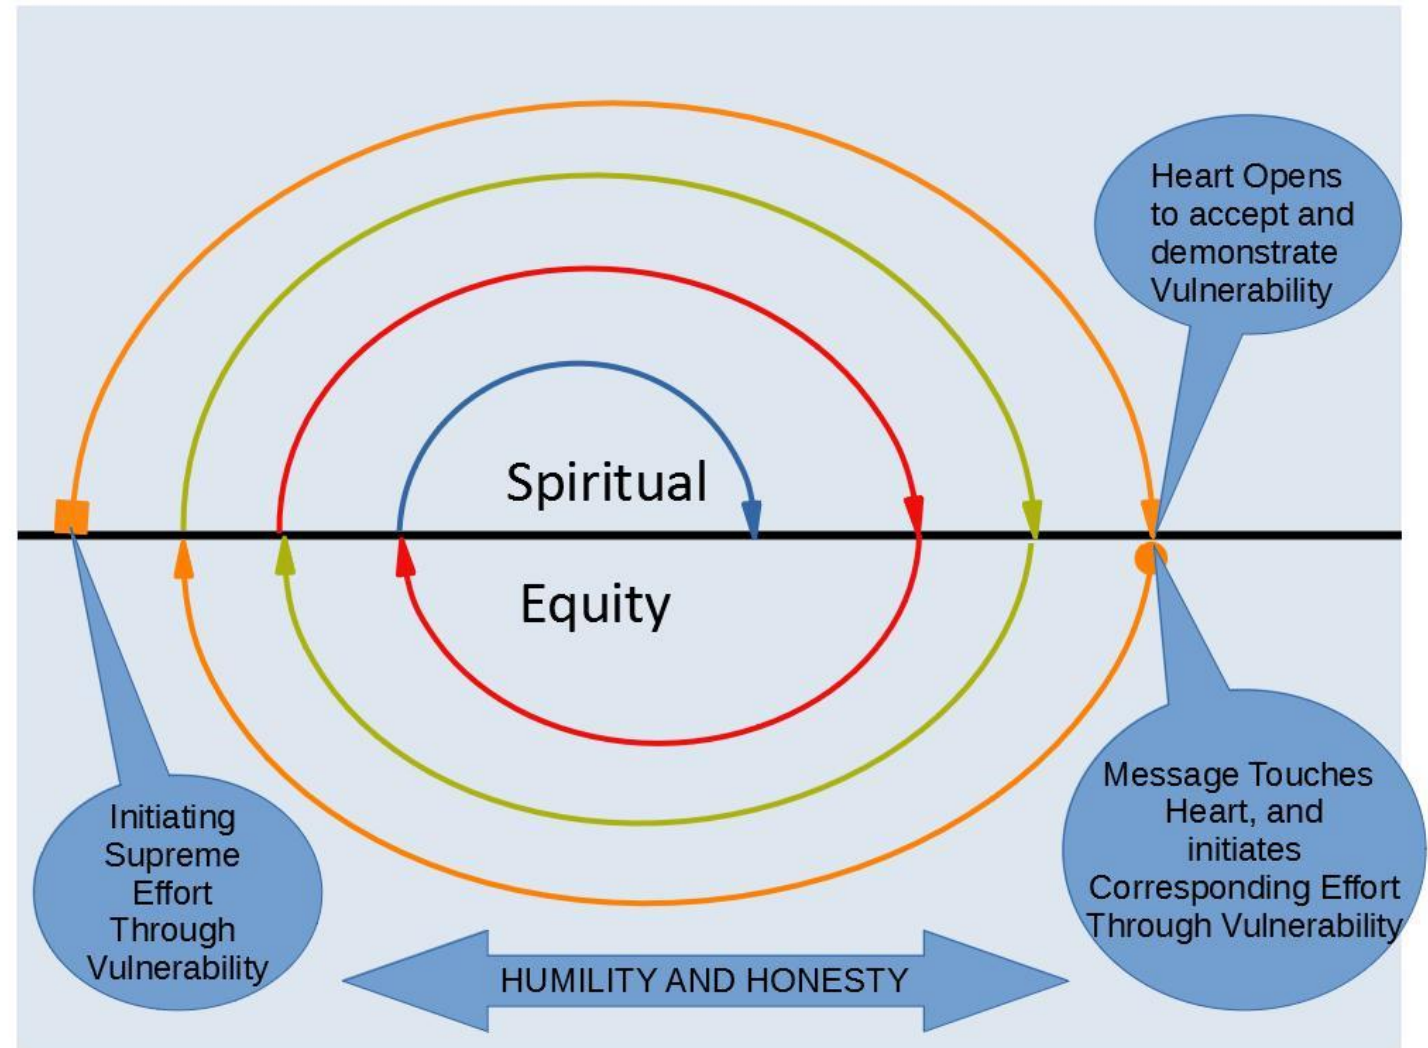 Heart Opens
to accept and
demonstrate
Vulnerability
Spiritual
Equity
Initiating
Supreme
Effort
Through
Vulnerability
Message Touches
Heart, and
initiates
Corresponding Effort
Through Vulnerability
HUMILITY AND HONESTY